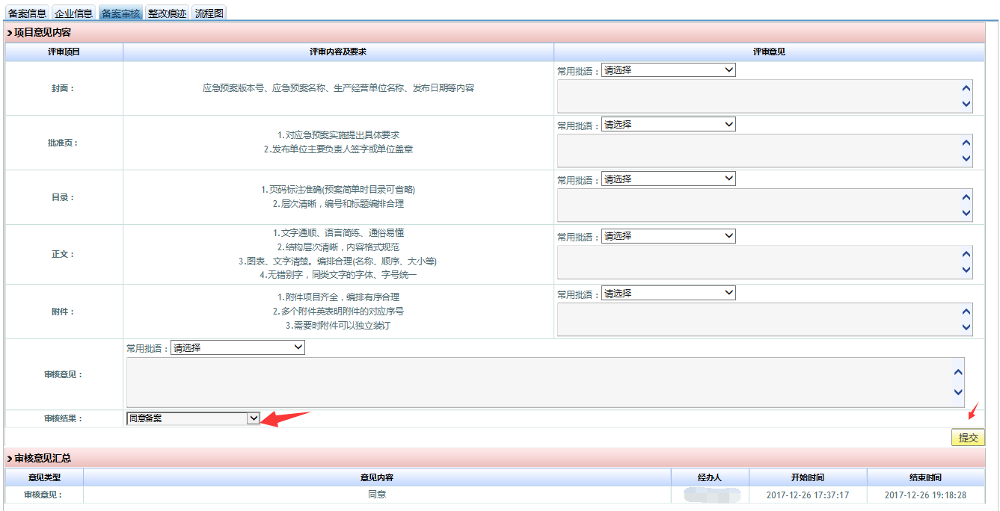 备案信息 企业信息 备案审核 整改痕迹 流程图
项目意见内容
评审项目 评审内容及要求 评审意见
封面：
应急预案版本号、应急预案名称、生产经营单位名称、发布日期等内容
常用批语：请选择
批准页：
1.对应急预案实施提出具体要求
2.发布单位主要负责人签字或单位盖章
常用批语：请选择
目录：
1.页码标注准确(预案简单时目录可省略)
2.层次清晰，编号和标题编排合理
常用批语：请选择
正文：
1.文字通顺、语言简练、通俗易懂
2.结构层次清晰，内容格式规范
3.图表、文字清楚。编排合理(名称、顺序、大小等)
4.无错别字，同类文字的字体、字号统一
常用批语：请选择
附件：
1.附件项目齐全，编排有序合理
2.多个附件英表明附件的对应序号
3.需要时附件可以独立装订
常用批语：请选择
审核意见：
常用批语：请选择
审核结果：
同意备案
提交
审核意见汇总
意见类型 意见内容 经办人 开始时间 结束时间
审核意见： 同意 2017-12-26 17:37:17 2017-12-26 19:18:28